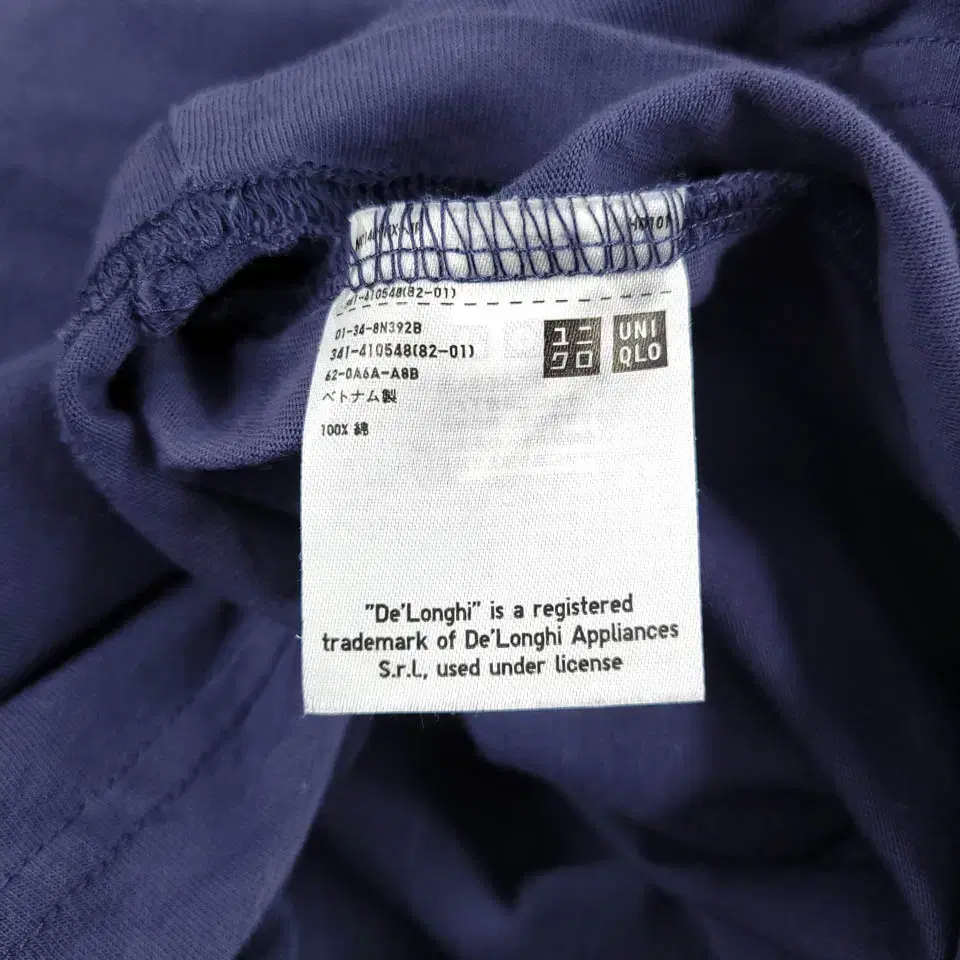 341-410548(82-01)
01-34-8N392B
341-410548(82-01)
62-0A6A-A8B
ベトナム製
100% 綿
ユニ
クロ
UNI
QLO
"De'Longhi" is a registered
trademark of De'Longhi Appliances
S.r.l., used under license